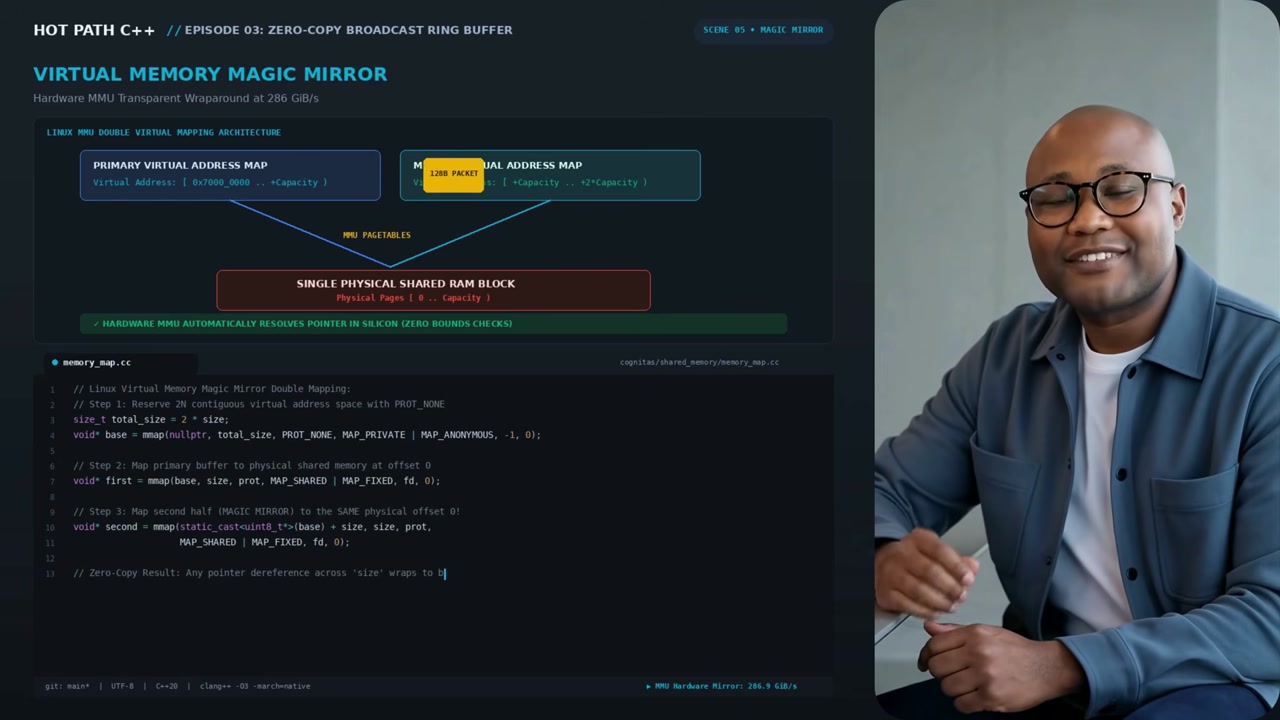 HOT PATH C++ // EPISODE 03: ZERO-COPY BROADCAST RING BUFFER
SCENE 05 • MAGIC MIRROR
VIRTUAL MEMORY MAGIC MIRROR
Hardware MMU Transparent Wraparound at 286 GiB/s
LINUX MMU DOUBLE VIRTUAL MAPPING ARCHITECTURE
PRIMARY VIRTUAL ADDRESS MAP
Virtual Address: [ 0x7000_0000 .. +Capacity )
ADDRESS MAP
128B PACKET
[ +Capacity .. +2*Capacity )
MMU PAGETABLES
SINGLE PHYSICAL SHARED RAM BLOCK
Physical Pages [ 0 .. Capacity )
✓ HARDWARE MMU AUTOMATICALLY RESOLVES POINTER IN SILICON (ZERO BOUNDS CHECKS)
memory_map.cc
cognitas/shared_memory/memory_map.cc
1 // Linux Virtual Memory Magic Mirror Double Mapping:
2 // Step 1: Reserve 2N contiguous virtual address space with PROT_NONE
3 size_t total_size = 2 * size;
4 void* base = mmap(nullptr, total_size, PROT_NONE, MAP_PRIVATE | MAP_ANONYMOUS, -1, 0);
5
6 // Step 2: Map primary buffer to physical shared memory at offset 0
7 void* first = mmap(base, size, prot, MAP_SHARED | MAP_FIXED, fd, 0);
8
9 // Step 3: Map second half (MAGIC MIRROR) to the SAME physical offset 0!
10 void* second = mmap(static_cast<uint8_t*>(base) + size, size, prot,
11 MAP_SHARED | MAP_FIXED, fd, 0);
12
13 // Zero-Copy Result: Any pointer dereference across 'size' wraps to b
git: main* | UTF-8 | C++20 | clang++ -O3 -march=native
▶ MMU Hardware Mirror: 286.9 GiB/s